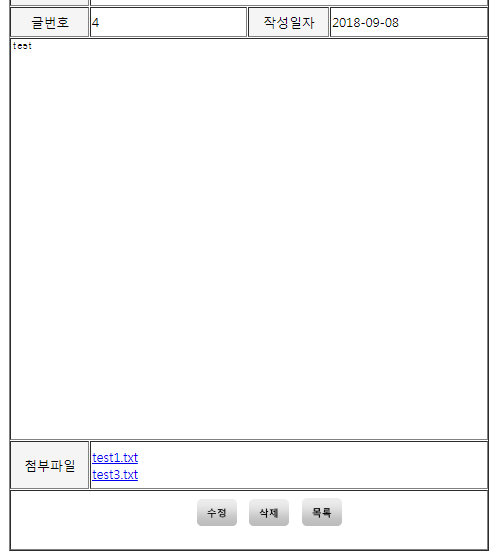 글번호 4 작성일자 2018-09-08
test
첨부파일 test1.txt
test3.txt
수정 삭제 목록